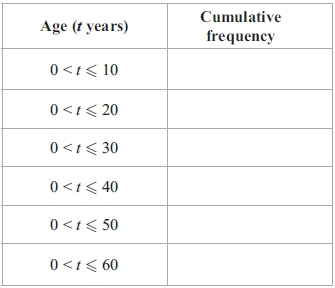 Age (t years) Cumulative frequency
0 < t ⩽ 10
0 < t ⩽ 20
0 < t ⩽ 30
0 < t ⩽ 40
0 < t ⩽ 50
0 < t ⩽ 60